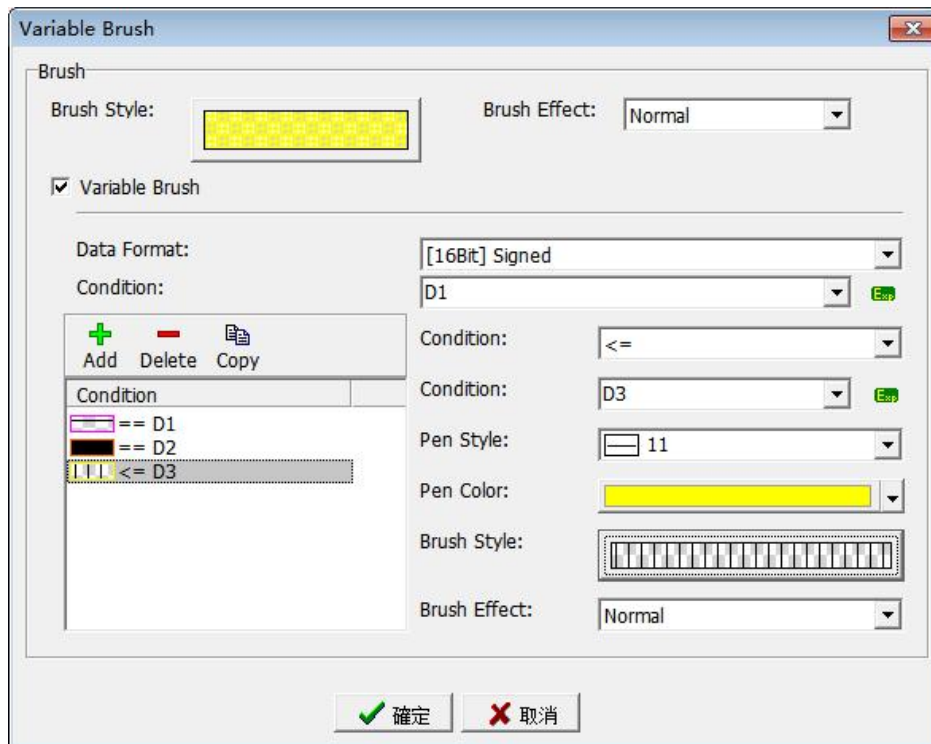 Variable Brush
Brush
Brush Style:
Brush Effect: Normal
Variable Brush
Data Format: [16Bit] Signed
Condition: D1 Exp
Add Delete Copy
Condition: <=
Condition
Condition: D3 Exp
== D1
== D2
<= D3
Pen Style: 11
Pen Color:
Brush Style:
Brush Effect: Normal
確定 取消